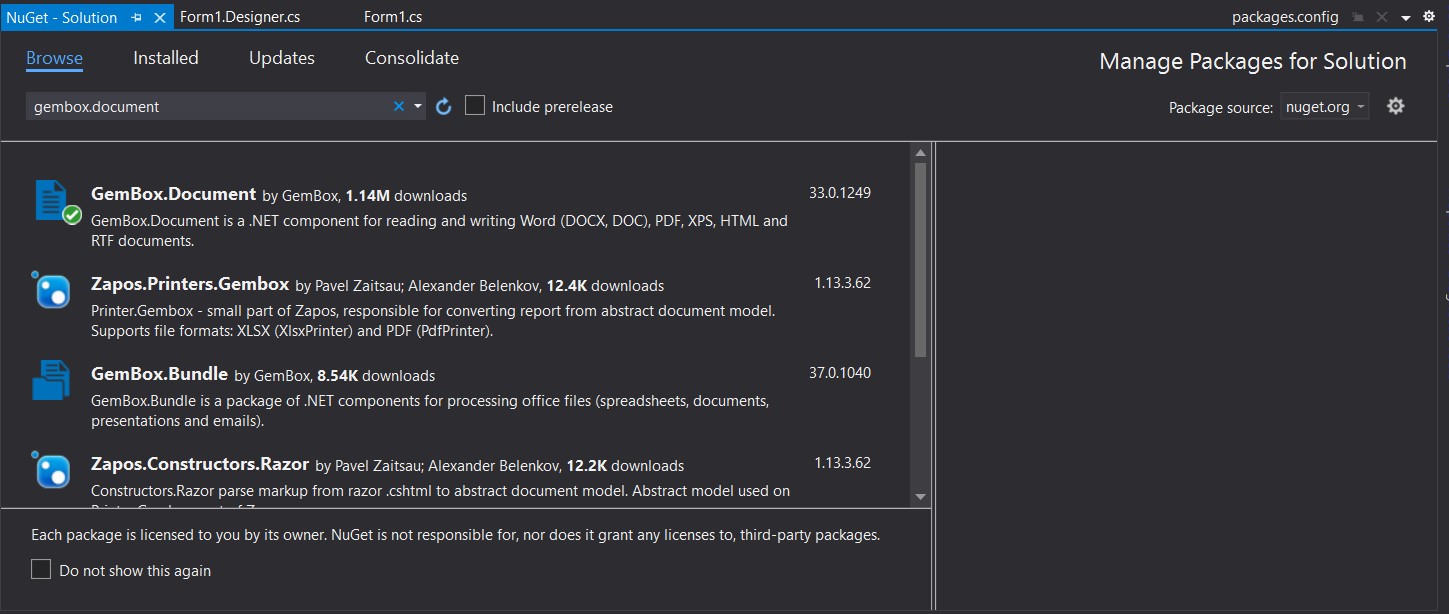 NuGet - Solution
Form1.Designer.cs
Form1.cs
packages.config
Browse
Installed
Updates
Consolidate
Manage Packages for Solution
gembox.document
Include prerelease
Package source: nuget.org
GemBox.Document by GemBox, 1.14M downloads
33.0.1249
GemBox.Document is a .NET component for reading and writing Word (DOCX, DOC), PDF, XPS, HTML and
RTF documents.
Zapos.Printers.Gembox by Pavel Zaitsau; Alexander Belenkov, 12.4K downloads
1.13.3.62
Printer.Gembox - small part of Zapos, responsible for converting report from abstract document model.
Supports file formats: XLSX (XlsxPrinter) and PDF (PdfPrinter).
GemBox.Bundle by GemBox, 8.54K downloads
37.0.1040
GemBox.Bundle is a package of .NET components for processing office files (spreadsheets, documents,
presentations and emails).
Zapos.Constructors.Razor by Pavel Zaitsau; Alexander Belenkov, 12.2K downloads
1.13.3.62
Constructors.Razor parse markup from razor .cshtml to abstract document model. Abstract model used on
Each package is licensed to you by its owner. NuGet is not responsible for, nor does it grant any licenses to, third-party packages.
Do not show this again